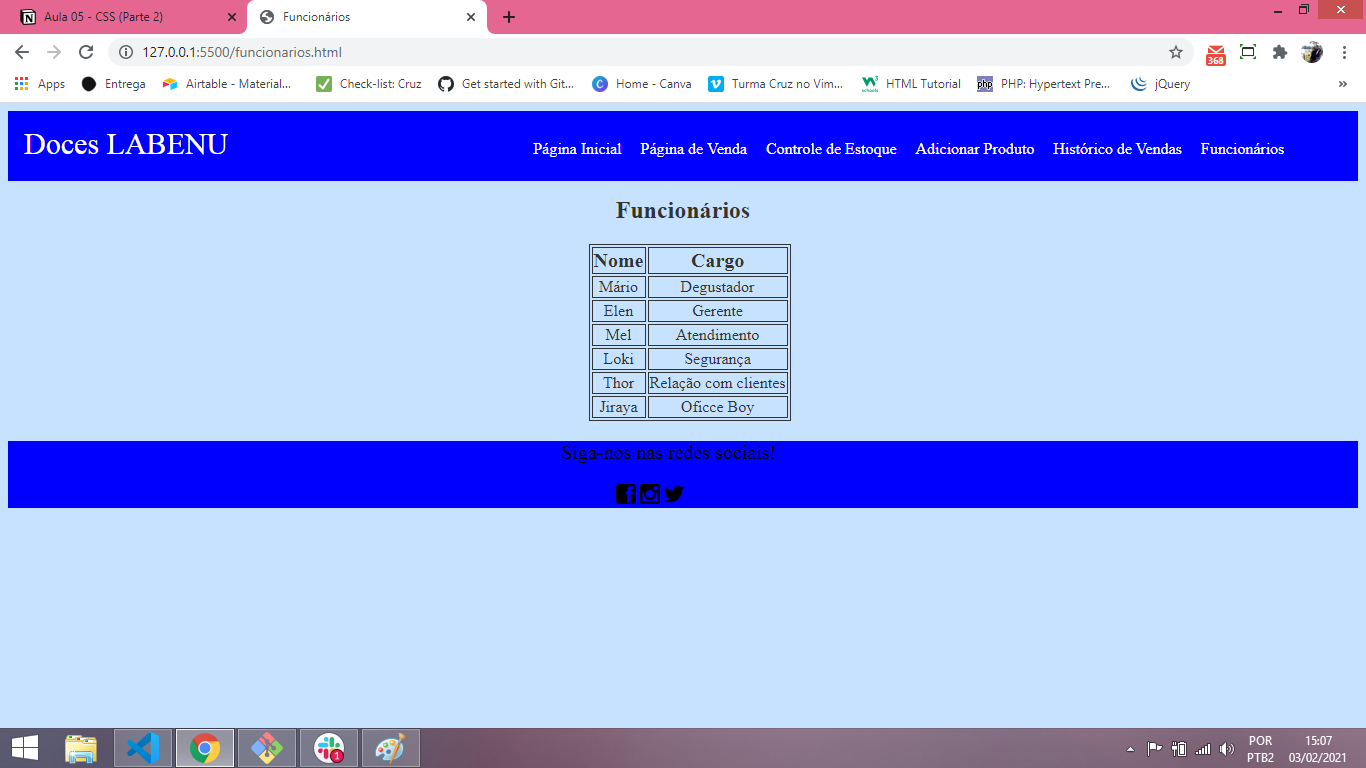 Aula 05 - CSS (Parte 2)
Funcionários
127.0.0.1:5500/funcionarios.html
368
Apps
Entrega
Airtable - Material...
Check-list: Cruz
Get started with Git...
Home - Canva
Turma Cruz no Vim...
HTML Tutorial
PHP: Hypertext Pre...
jQuery
»
Doces LABENU
Página Inicial
Página de Venda
Controle de Estoque
Adicionar Produto
Histórico de Vendas
Funcionários
Funcionários
Nome Cargo
Mário Degustador
Elen Gerente
Mel Atendimento
Loki Segurança
Thor Relação com clientes
Jiraya Oficce Boy
Siga-nos nas redes sociais!
1
POR
PTB2
15:07
03/02/2021